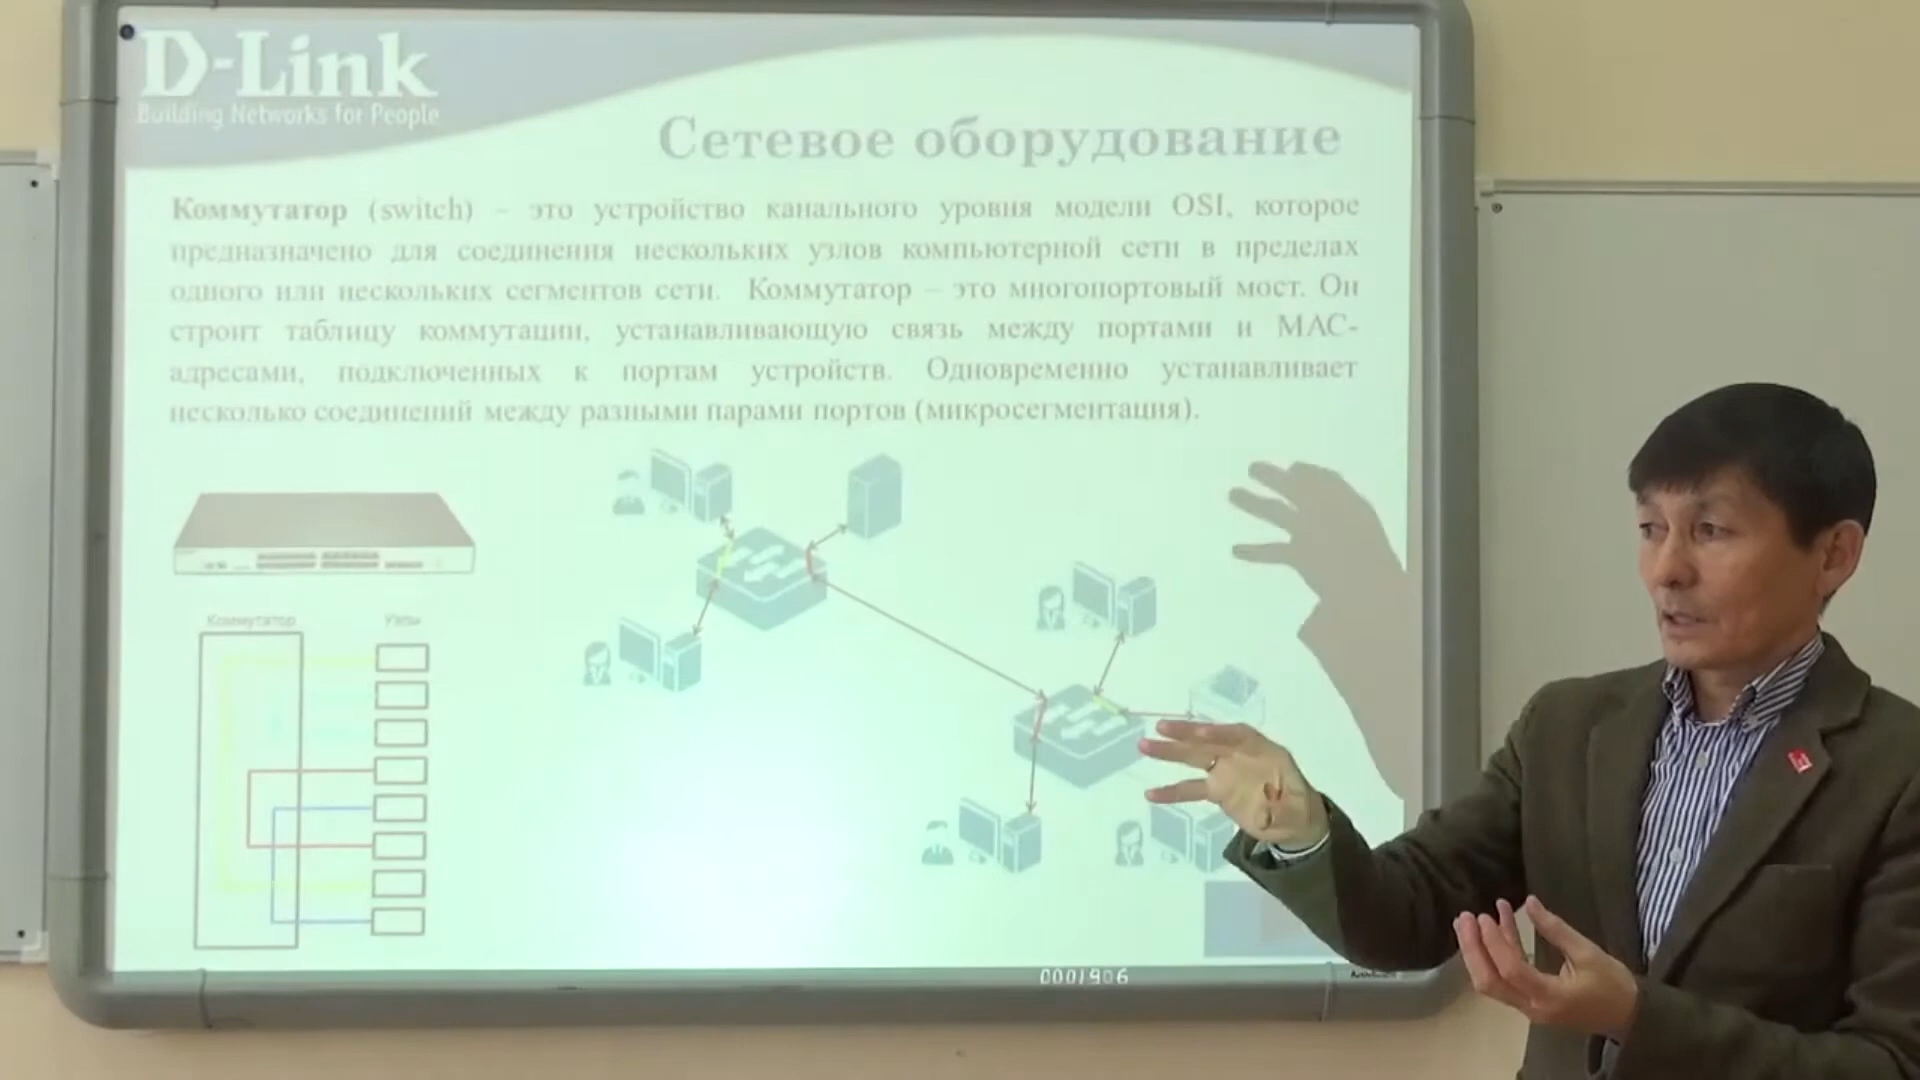 D-Link
Building Networks for People
Сетевое оборудование
Коммутатор (switch) – это устройство канального уровня модели OSI, которое
предназначено для соединения нескольких узлов компьютерной сети в пределах
одного или нескольких сегментов сети. Коммутатор – это многопортовый мост. Он
строит таблицу коммутации, устанавливающую связь между портами и MAC-
адресами, подключенных к портам устройств. Одновременно устанавливает
несколько соединений между разными парами портов (микросегментация).
Коммутатор
Узлы
0001906